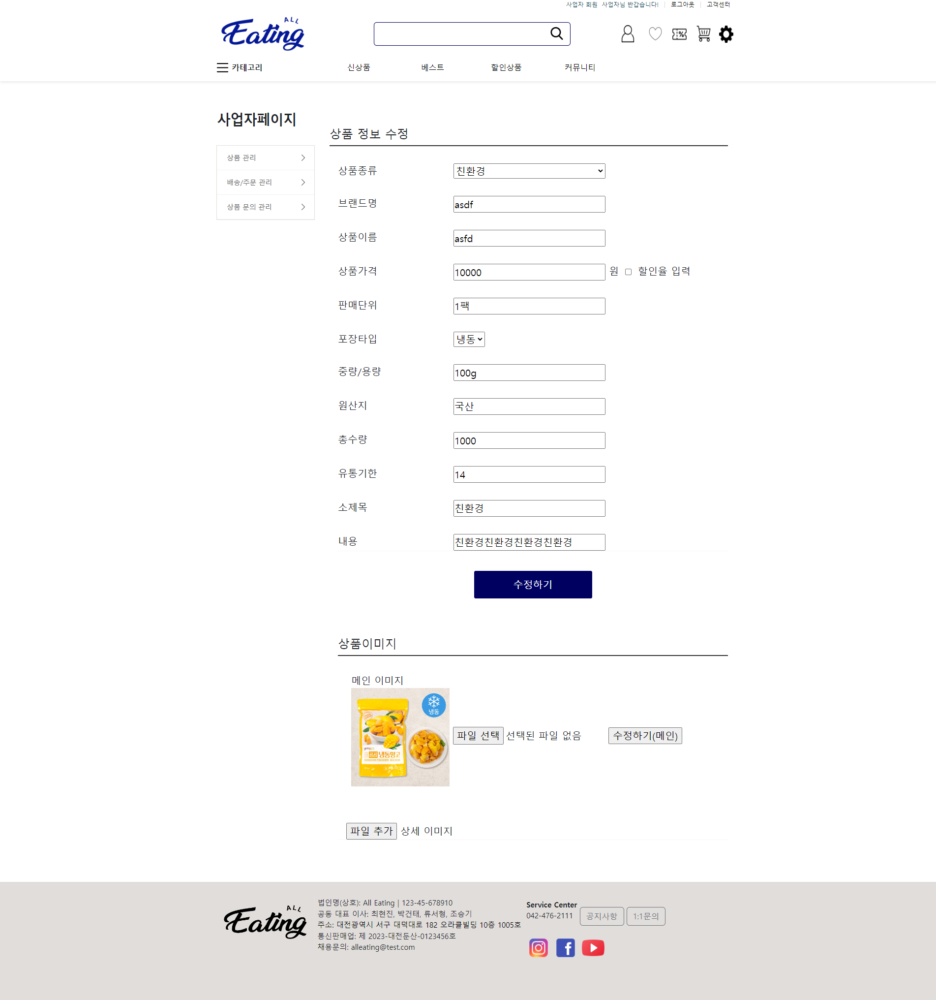 사업자 회원 사업자님 반갑습니다! 로그아웃 고객센터
ALL
Eating
카테고리 신상품 베스트 할인상품 커뮤니티
사업자페이지
상품 관리
배송/주문 관리
상품 문의 관리
상품 정보 수정
상품종류 친환경
브랜드명 asdf
상품이름 asfd
상품가격 10000 원 할인율 입력
판매단위 1팩
포장타입 냉동
중량/용량 100g
원산지 국산
총수량 1000
유통기한 14
소제목 친환경
내용 친환경친환경친환경친환경
수정하기
상품이미지
메인 이미지
냉동
냉동망고
파일 선택 선택된 파일 없음 수정하기(메인)
파일 추가 상세 이미지
ALL
Eating
법인명(상호): All Eating | 123-45-678910
공동 대표 이사: 최현진, 박건태, 류서형, 조승기
주소: 대전광역시 서구 대덕대로 182 오라클빌딩 10층 1005호
통신판매업: 제 2023-대전둔산-0123456호
채용문의: alleating@test.com
Service Center
042-476-2111 공지사항 1:1문의